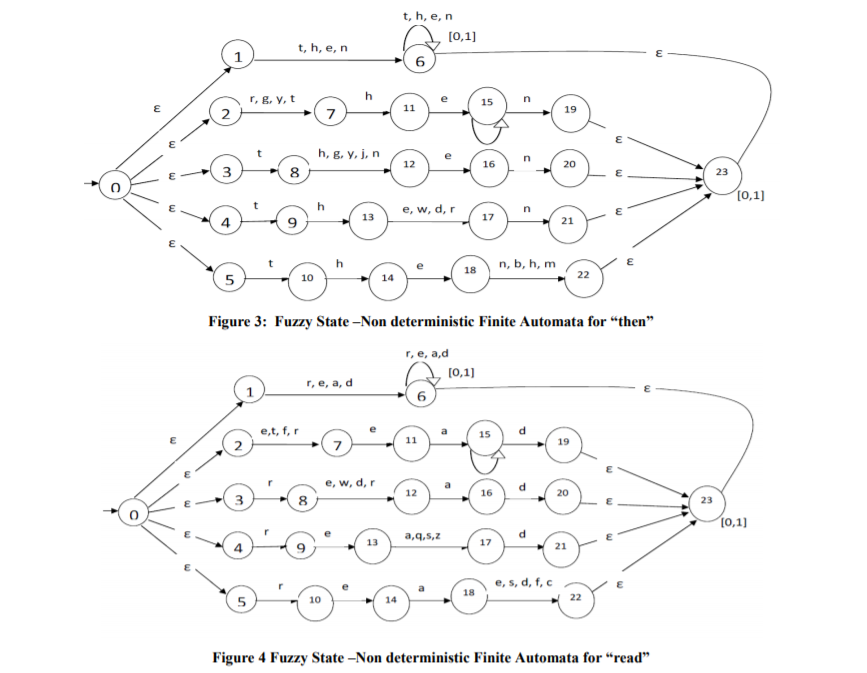 t, h, e, n
[0,1]
1
t, h, e, n
6
ε
ε
2
r, g, y, t
7
h
11
e
15
n
19
ε
ε
3
t
8
h, g, y, j, n
12
e
16
n
20
ε
23
[0,1]
0
ε
ε
4
t
9
h
13
e, w, d, r
17
n
21
ε
ε
5
t
10
h
14
e
18
n, b, h, m
22
ε
Figure 3: Fuzzy State –Non deterministic Finite Automata for “then”
r, e, a,d
[0,1]
1
r, e, a, d
6
ε
ε
2
e,t, f, r
7
e
11
a
15
d
19
ε
ε
3
r
8
e, w, d, r
12
a
16
d
20
ε
23
[0,1]
0
ε
ε
4
r
9
e
13
a,q,s,z
17
d
21
ε
ε
5
r
10
e
14
a
18
e, s, d, f, c
22
ε
Figure 4 Fuzzy State –Non deterministic Finite Automata for “read”